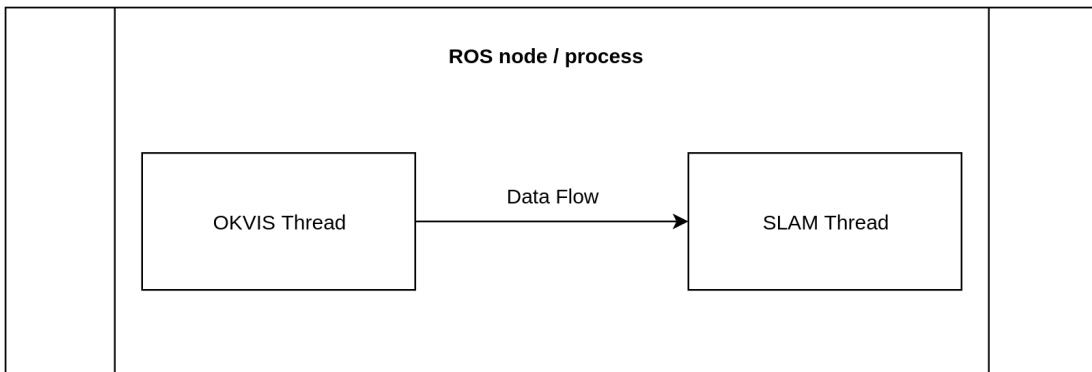 ROS node / process
Data Flow
OKVIS Thread
SLAM Thread